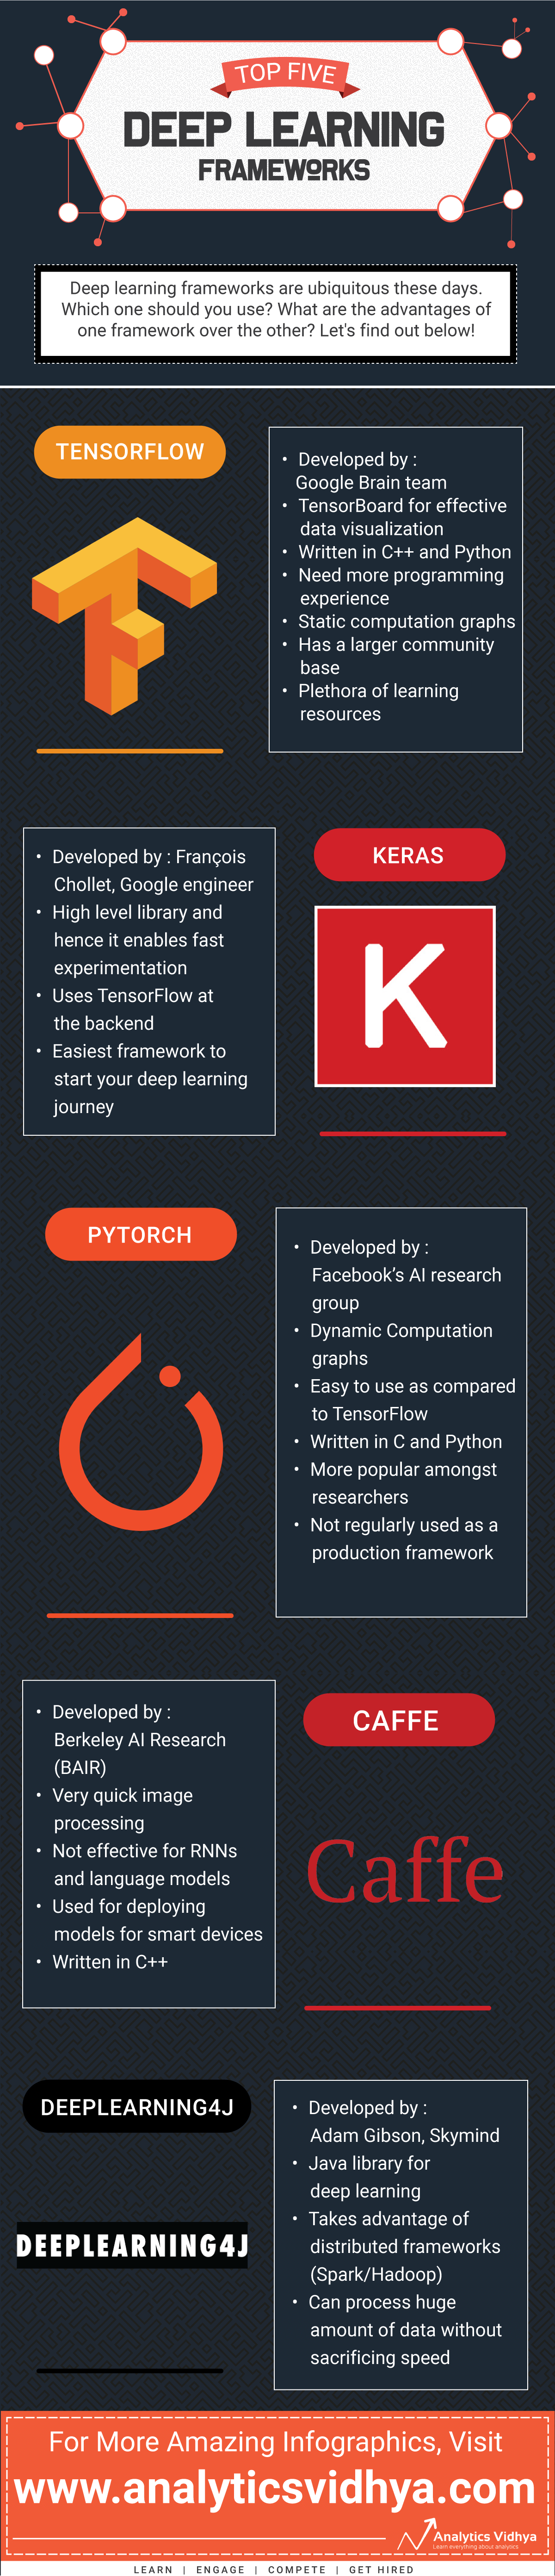 TOP FIVE
DEEP LEARNING
FRAMEWORKS
Deep learning frameworks are ubiquitous these days.
Which one should you use? What are the advantages of
one framework over the other? Let's find out below!
TENSORFLOW
• Developed by :
Google Brain team
• TensorBoard for effective
data visualization
• Written in C++ and Python
• Need more programming
experience
• Static computation graphs
• Has a larger community
base
• Plethora of learning
resources
KERAS
• Developed by : François
Chollet, Google engineer
• High level library and
hence it enables fast
experimentation
• Uses TensorFlow at
the backend
• Easiest framework to
start your deep learning
journey
K
PYTORCH
• Developed by :
Facebook’s AI research
group
• Dynamic Computation
graphs
• Easy to use as compared
to TensorFlow
• Written in C and Python
• More popular amongst
researchers
• Not regularly used as a
production framework
CAFFE
• Developed by :
Berkeley AI Research
(BAIR)
• Very quick image
processing
• Not effective for RNNs
and language models
• Used for deploying
models for smart devices
• Written in C++
Caffe
DEEPLEARNING4J
DEEPLEARNING4J
• Developed by :
Adam Gibson, Skymind
• Java library for
deep learning
• Takes advantage of
distributed frameworks
(Spark/Hadoop)
• Can process huge
amount of data without
sacrificing speed
For More Amazing Infographics, Visit
www.analyticsvidhya.com
Analytics Vidhya
Learn everything about analytics
LEARN | ENGAGE | COMPETE | GET HIRED